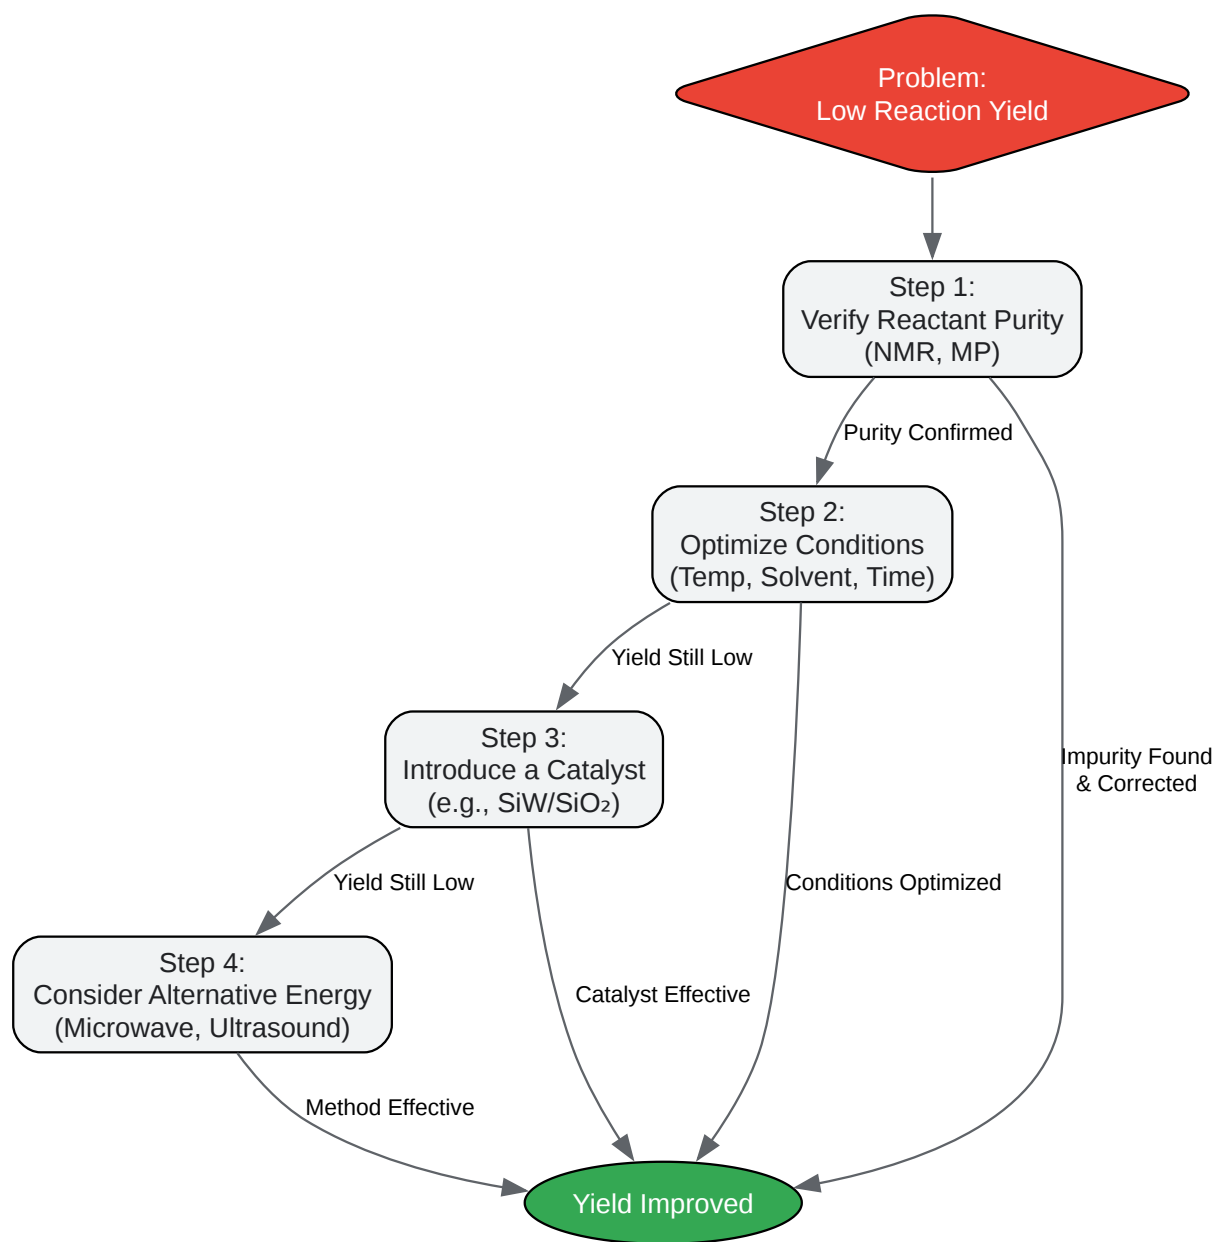 Problem:
Low Reaction Yield
Step 1:
Verify Reactant Purity
(NMR, MP)
Purity Confirmed
Step 2:
Optimize Conditions
(Temp, Solvent, Time)
Yield Still Low
Step 3:
Introduce a Catalyst
(e.g., SiW/SiO₂)
Impurity Found
& Corrected
Yield Still Low
Conditions Optimized
Step 4:
Consider Alternative Energy
(Microwave, Ultrasound)
Catalyst Effective
Method Effective
Yield Improved